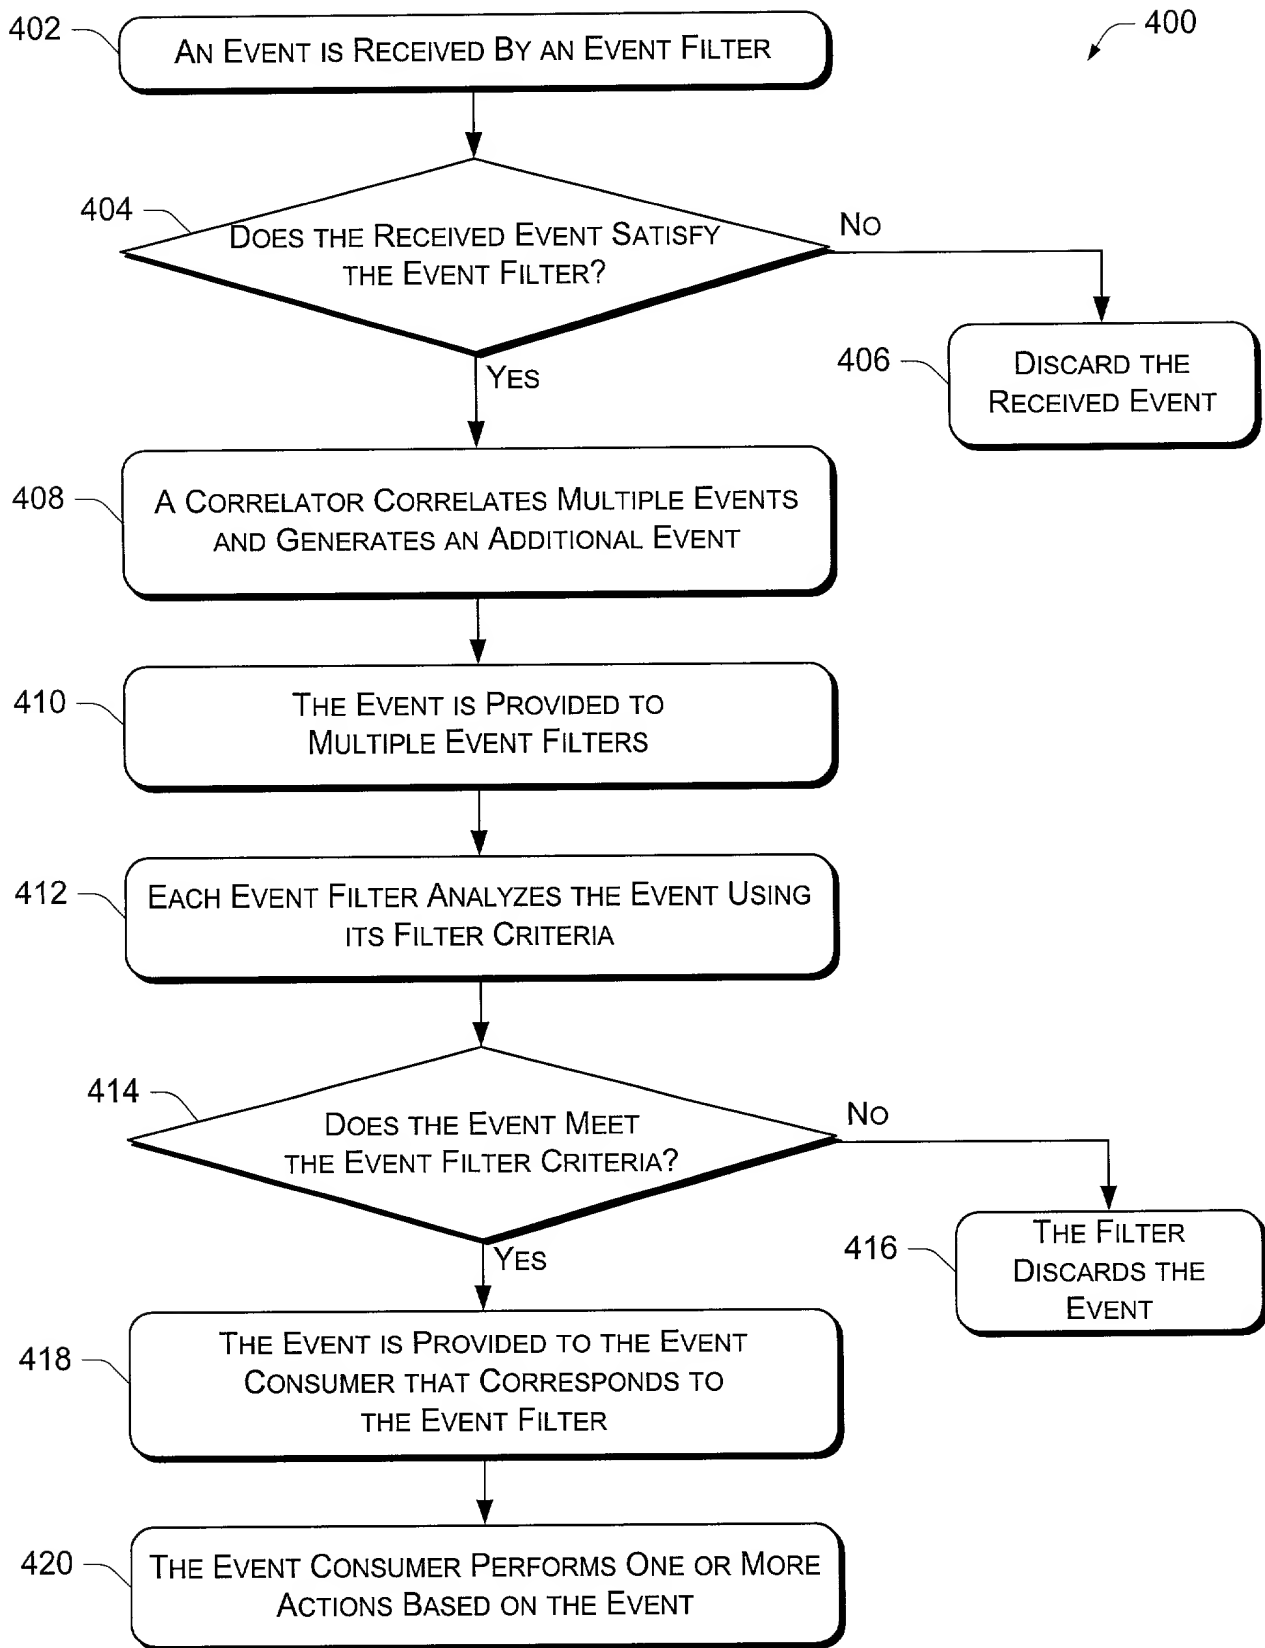 402
AN EVENT IS RECEIVED BY AN EVENT FILTER
400
404
DOES THE RECEIVED EVENT SATISFY
THE EVENT FILTER?
NO
YES
406
DISCARD THE
RECEIVED EVENT
408
A CORRELATOR CORRELATES MULTIPLE EVENTS
AND GENERATES AN ADDITIONAL EVENT
410
THE EVENT IS PROVIDED TO
MULTIPLE EVENT FILTERS
412
EACH EVENT FILTER ANALYZES THE EVENT USING
ITS FILTER CRITERIA
414
DOES THE EVENT MEET
THE EVENT FILTER CRITERIA?
NO
YES
416
THE FILTER
DISCARDS THE
EVENT
418
THE EVENT IS PROVIDED TO THE EVENT
CONSUMER THAT CORRESPONDS TO
THE EVENT FILTER
420
THE EVENT CONSUMER PERFORMS ONE OR MORE
ACTIONS BASED ON THE EVENT